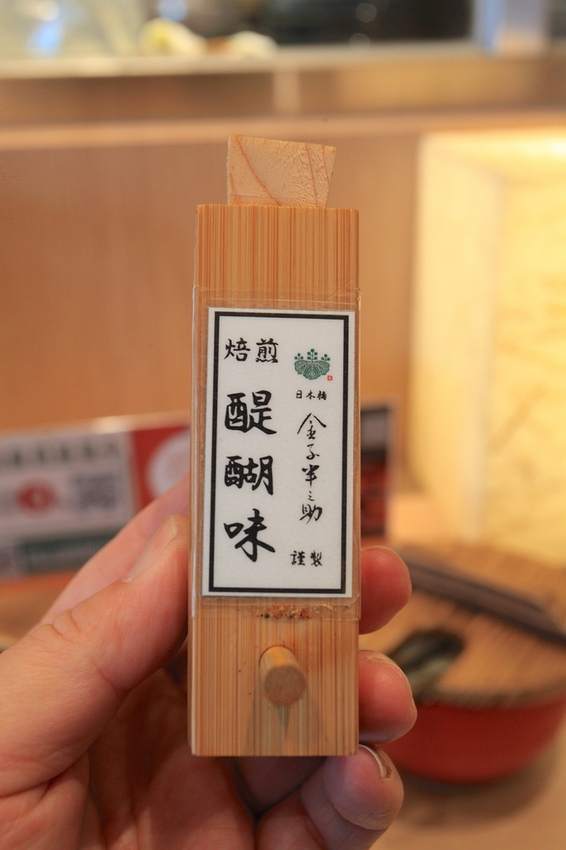 日本橋
金子半之助
謹製
焙煎
醍醐味